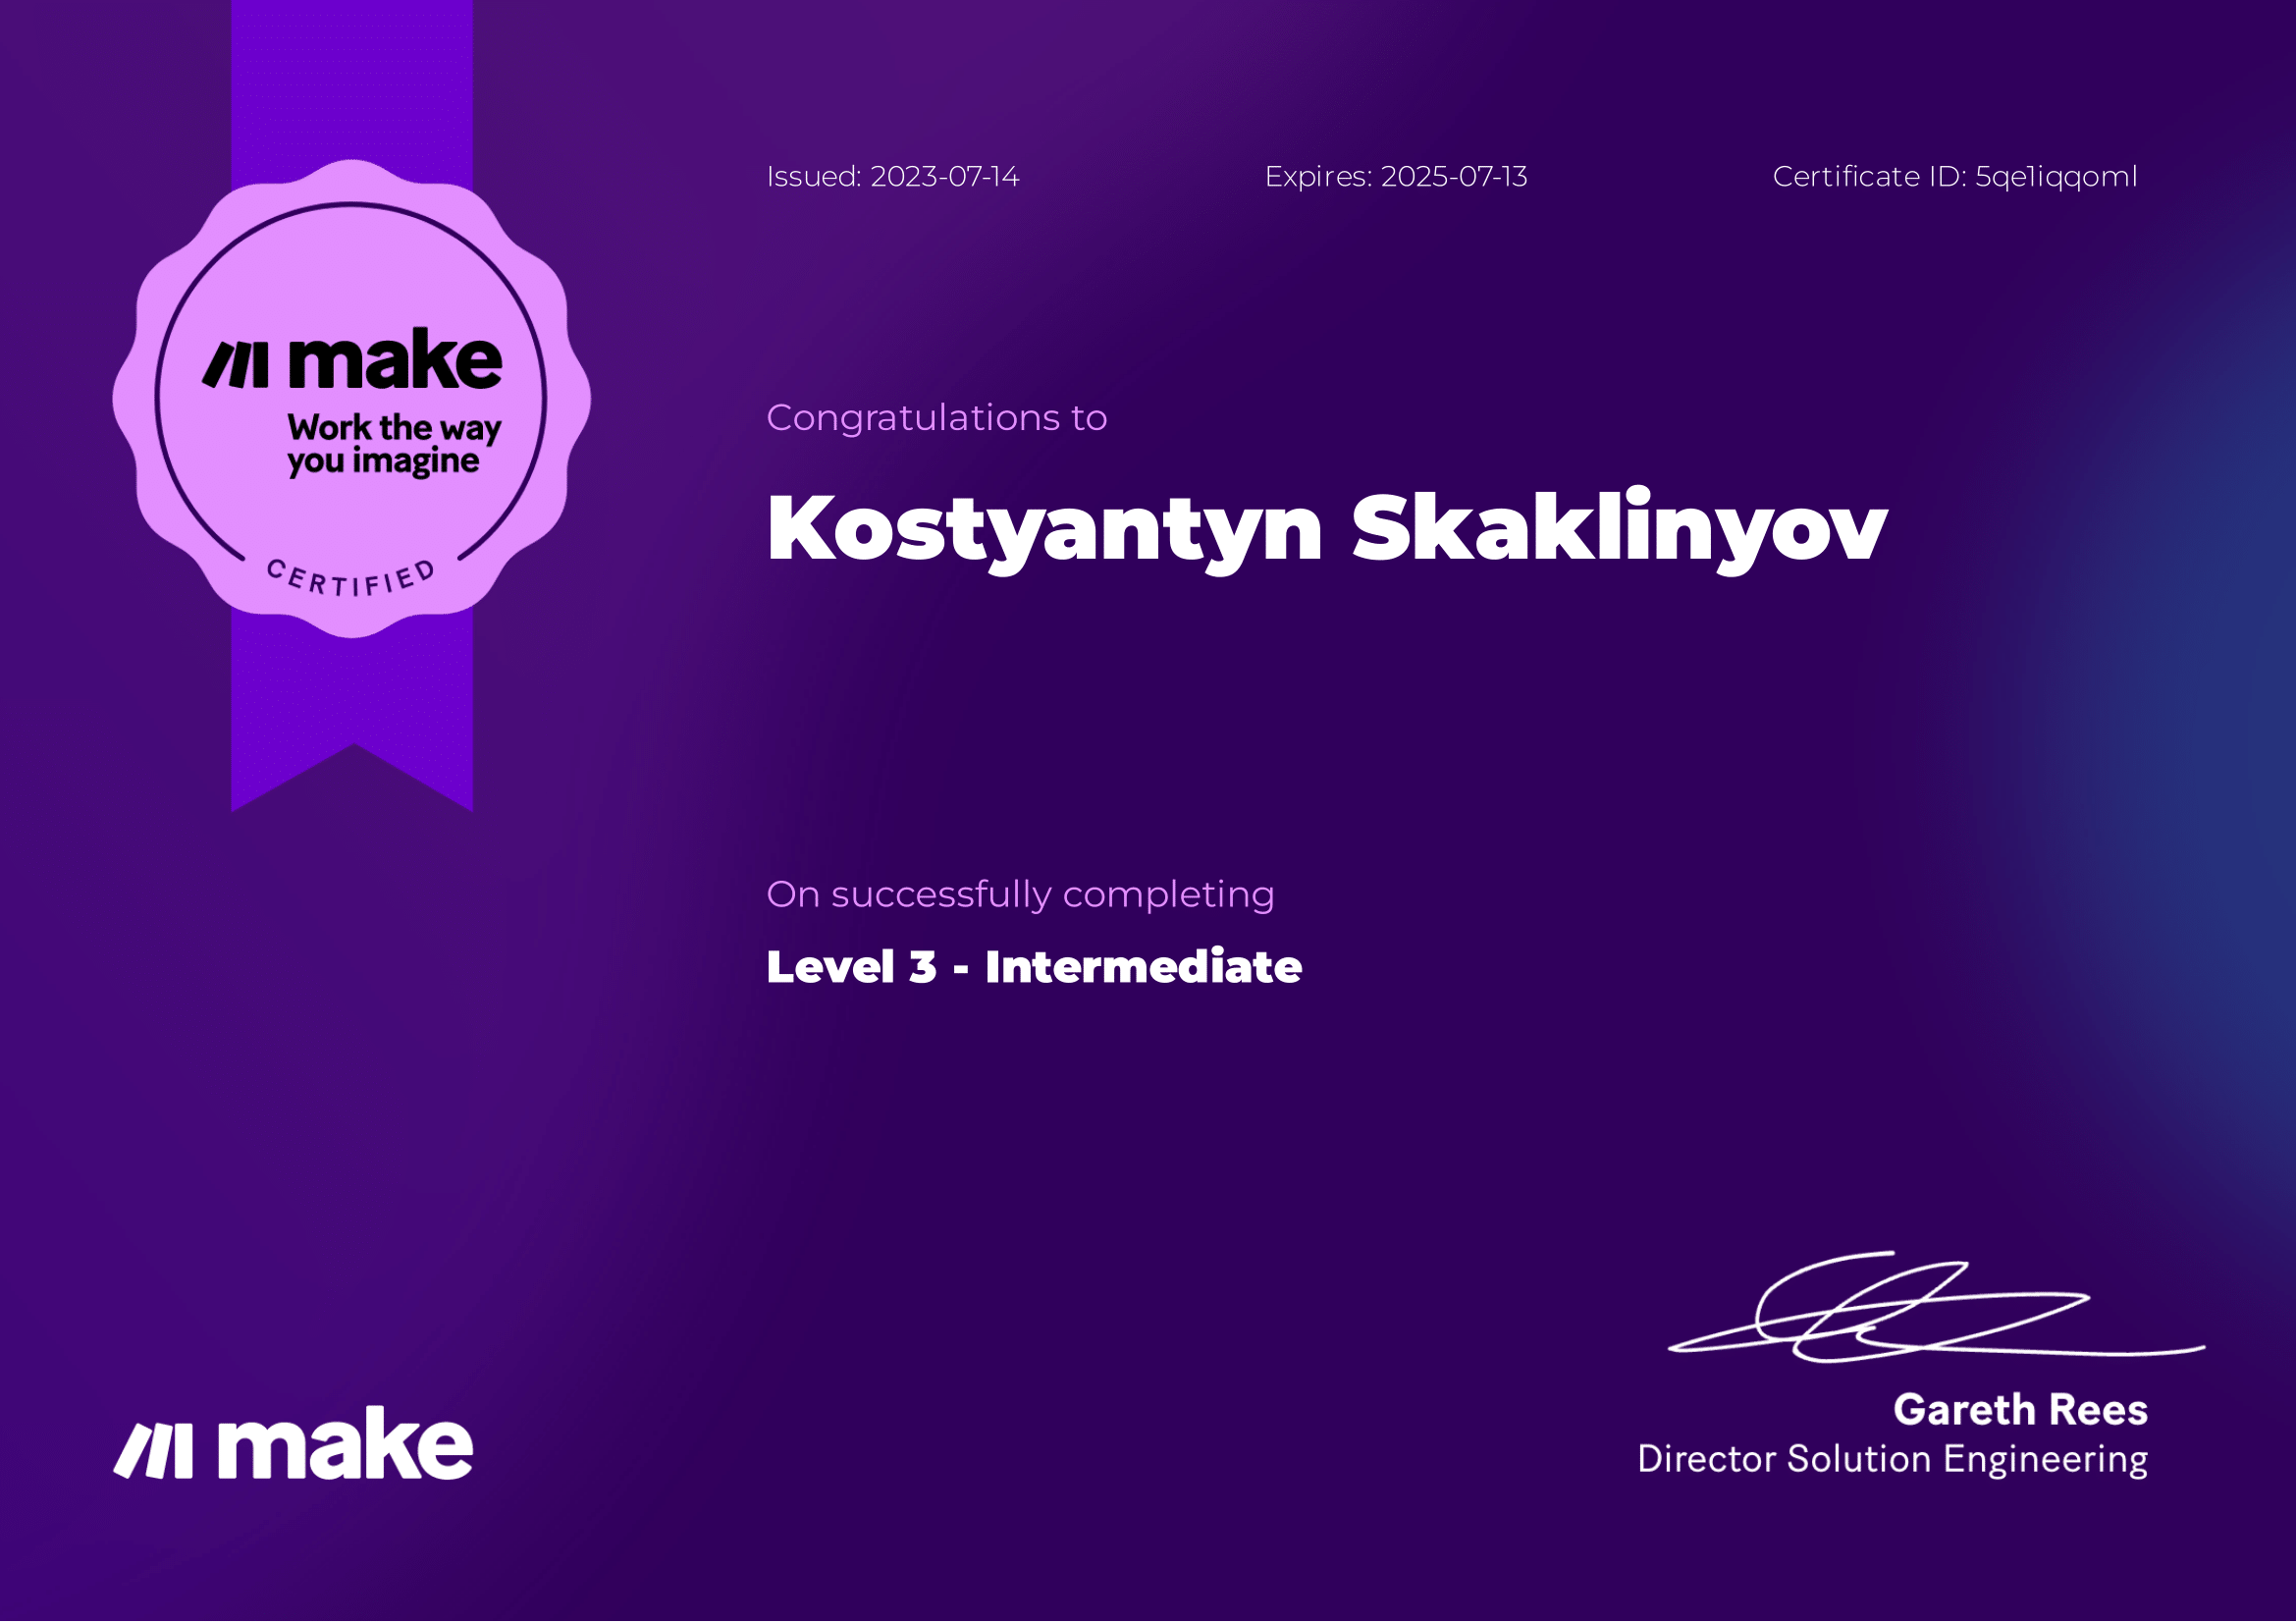 Issued: 2023-07-14
Expires: 2025-07-13
Certificate ID: 5qe1iqqoml
make
Work the way
you imagine
CERTIFIED
Congratulations to
Kostyantyn Skaklinyov
On successfully completing
Level 3 - Intermediate
Gareth Rees
Director Solution Engineering
make